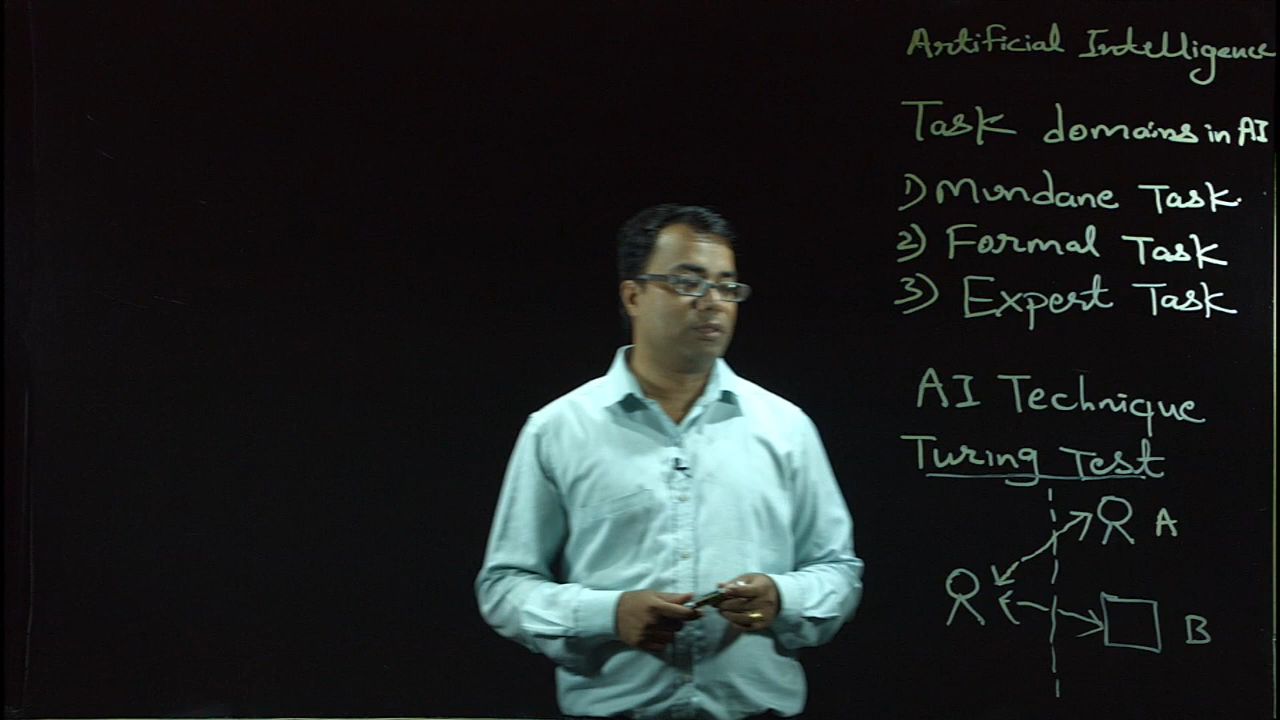 Artificial Intelligence
Task domains in AI
1) Mundane Task.
2) Formal Task
3) Expert Task
AI Technique
Turing Test
A
B